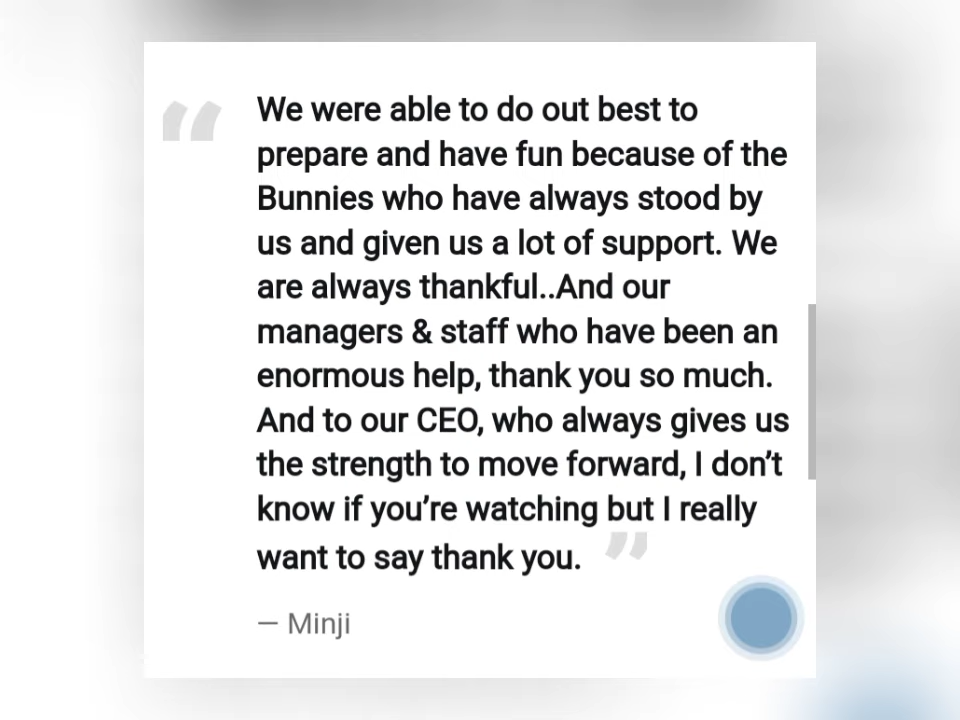 “
We were able to do out best to
prepare and have fun because of the
Bunnies who have always stood by
us and given us a lot of support. We
are always thankful..And our
managers & staff who have been an
enormous help, thank you so much.
And to our CEO, who always gives us
the strength to move forward, I don’t
know if you’re watching but I really
want to say thank you. ”
— Minji